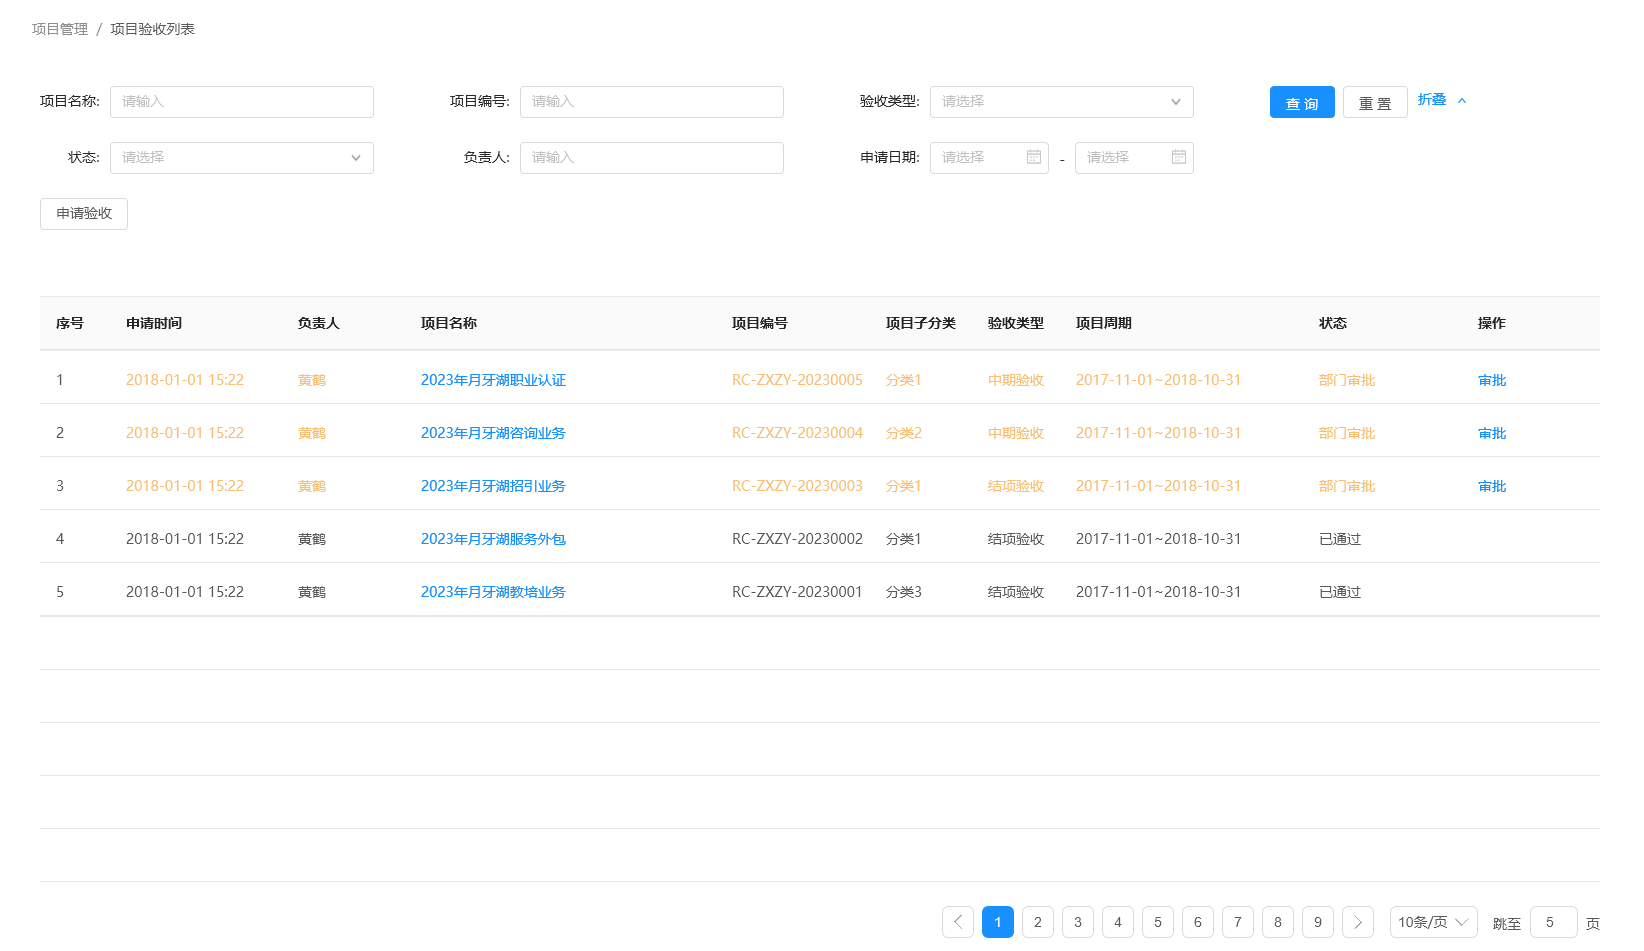 项目管理 / 项目验收列表
项目名称: 请输入 项目编号: 请输入 验收类型: 请选择 查 询 重 置 折叠
状态: 请选择 负责人: 请输入 申请日期: 请选择 - 请选择
申请验收
序号 申请时间 负责人 项目名称 项目编号 项目子分类 验收类型 项目周期 状态 操作
1 2018-01-01 15:22 黄鹤 2023年月牙湖职业认证 RC-ZXZY-20230005 分类1 中期验收 2017-11-01~2018-10-31 部门审批 审批
2 2018-01-01 15:22 黄鹤 2023年月牙湖咨询业务 RC-ZXZY-20230004 分类2 中期验收 2017-11-01~2018-10-31 部门审批 审批
3 2018-01-01 15:22 黄鹤 2023年月牙湖招引业务 RC-ZXZY-20230003 分类1 结项验收 2017-11-01~2018-10-31 部门审批 审批
4 2018-01-01 15:22 黄鹤 2023年月牙湖服务外包 RC-ZXZY-20230002 分类1 结项验收 2017-11-01~2018-10-31 已通过
5 2018-01-01 15:22 黄鹤 2023年月牙湖教培业务 RC-ZXZY-20230001 分类3 结项验收 2017-11-01~2018-10-31 已通过
1 2 3 4 5 6 7 8 9 10条/页 跳至 5 页